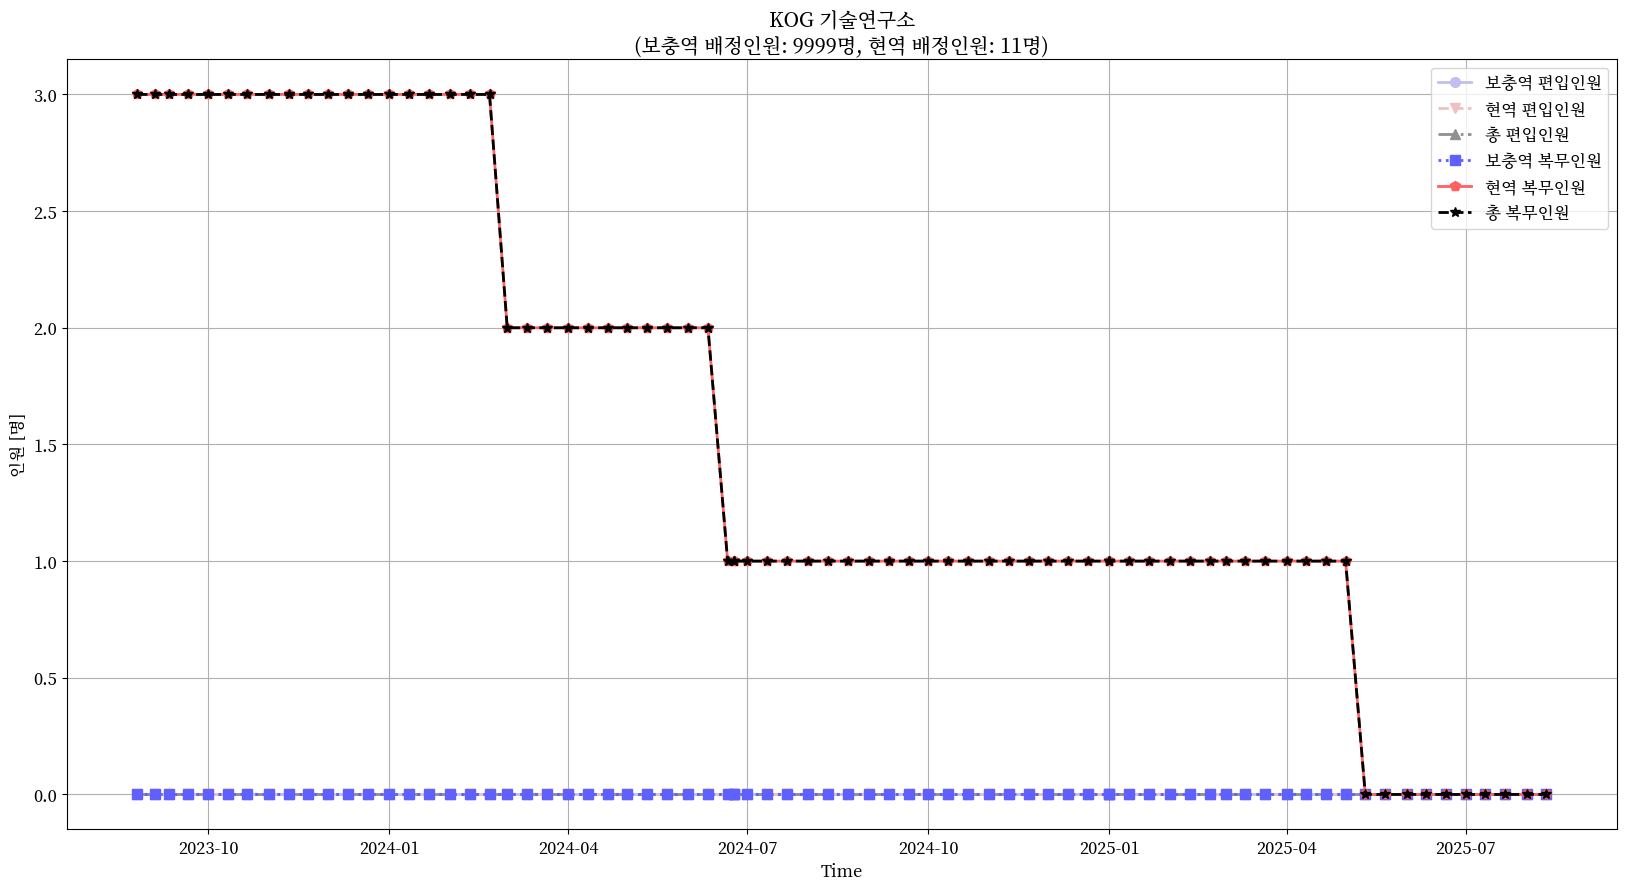 KOG 기술연구소
(보충역 배정인원: 9999명, 현역 배정인원: 11명)
보충역 편입인원
현역 편입인원
총 편입인원
보충역 복무인원
현역 복무인원
총 복무인원
인원 [명]
3.0
2.5
2.0
1.5
1.0
0.5
0.0
2023-10
2024-01
2024-04
2024-07
2024-10
2025-01
2025-04
2025-07
Time